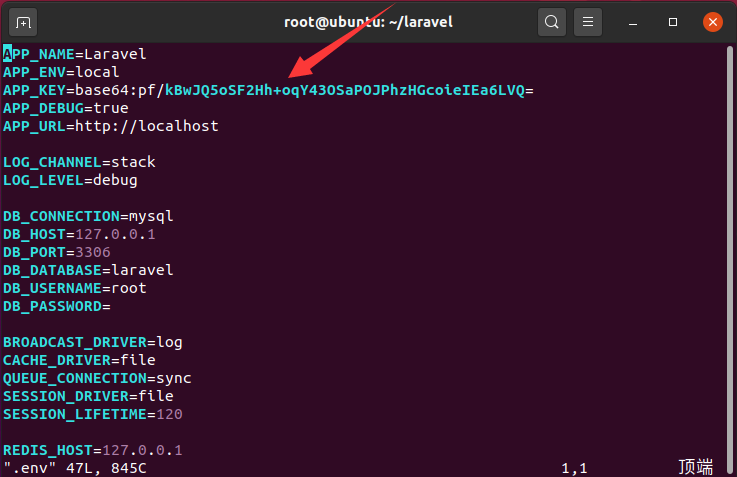 root@ubuntu: ~/laravel
APP_NAME=Laravel
APP_ENV=local
APP_KEY=base64:pf/kBwJQ5oSF2Hh+oqY43OSaPOJPhzHGcoieIEa6LVQ=
APP_DEBUG=true
APP_URL=http://localhost
LOG_CHANNEL=stack
LOG_LEVEL=debug
DB_CONNECTION=mysql
DB_HOST=127.0.0.1
DB_PORT=3306
DB_DATABASE=laravel
DB_USERNAME=root
DB_PASSWORD=
BROADCAST_DRIVER=log
CACHE_DRIVER=file
QUEUE_CONNECTION=sync
SESSION_DRIVER=file
SESSION_LIFETIME=120
REDIS_HOST=127.0.0.1
".env" 47L, 845C 1,1 顶端